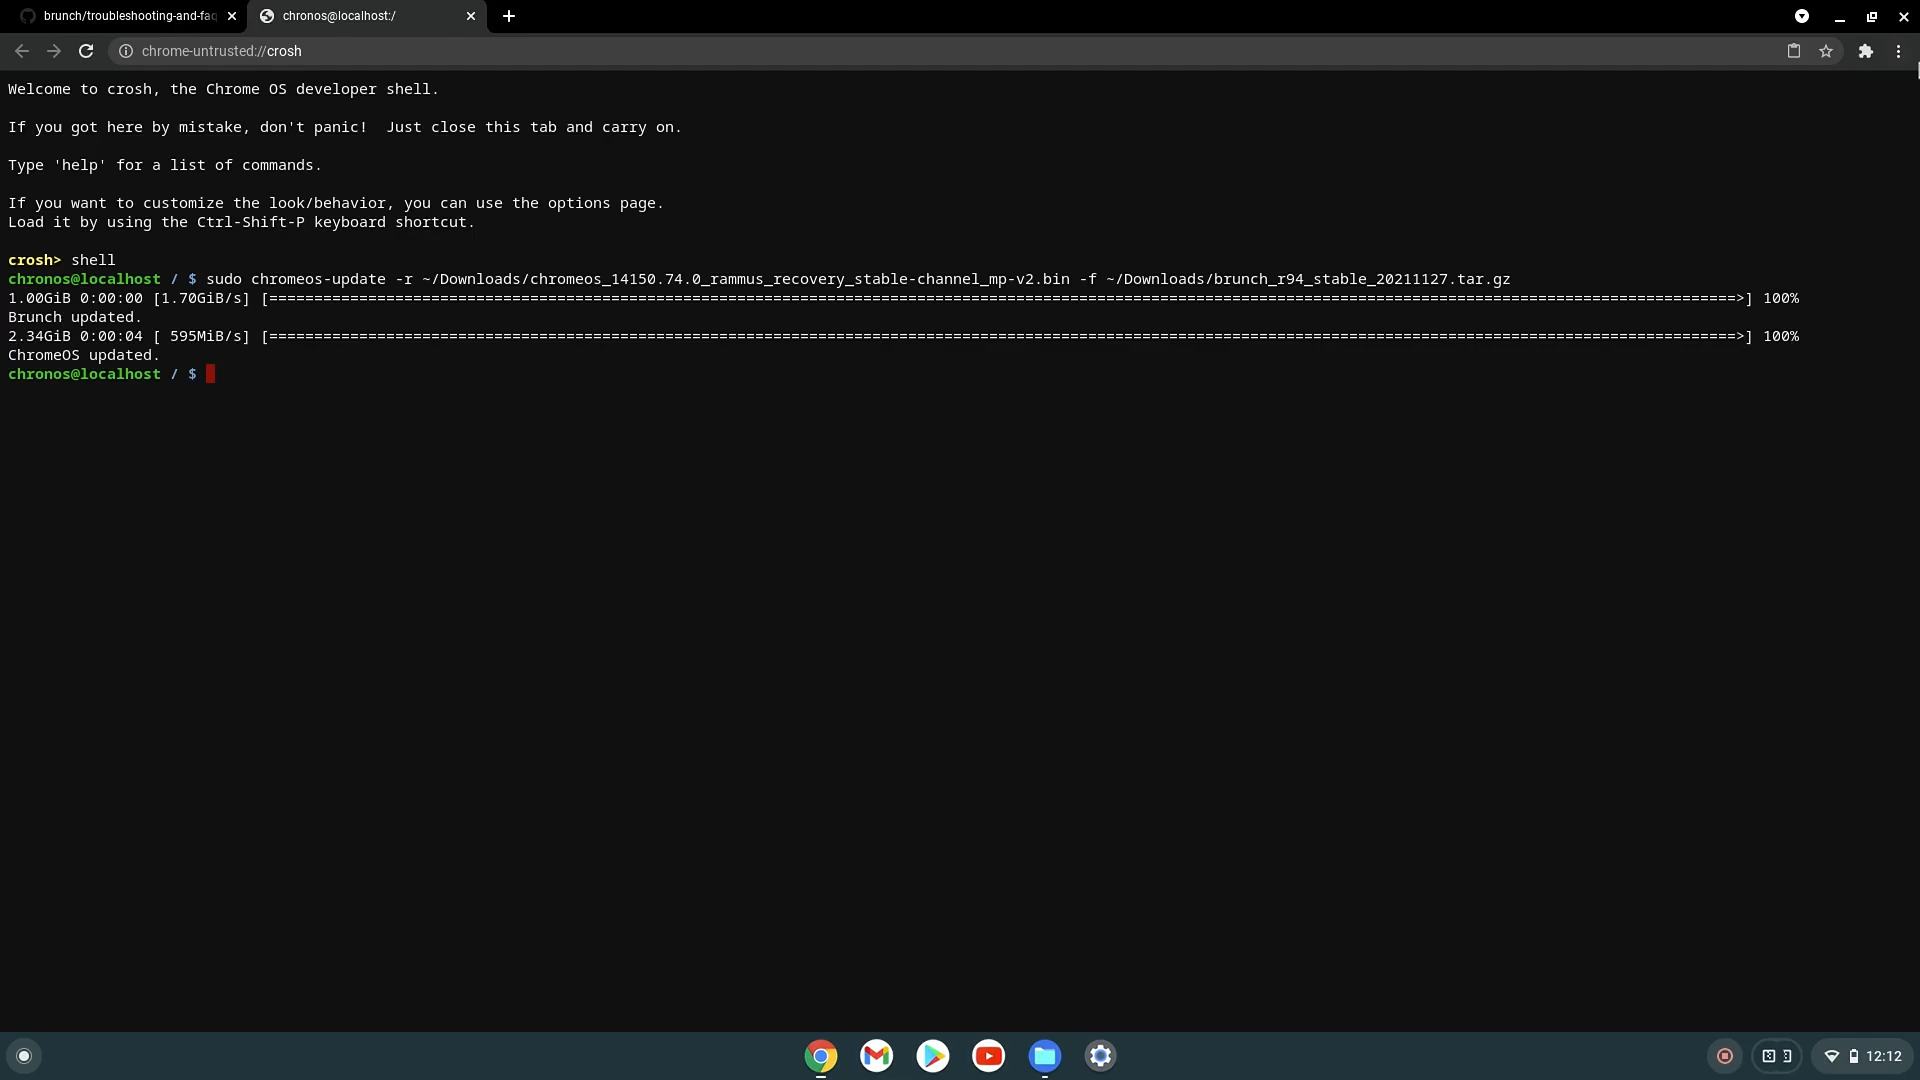 brunch/troubleshooting-and-faq
chronos@localhost:/
chrome-untrusted://crosh
Welcome to crosh, the Chrome OS developer shell.
If you got here by mistake, don't panic!  Just close this tab and carry on.
Type 'help' for a list of commands.
If you want to customize the look/behavior, you can use the options page.
Load it by using the Ctrl-Shift-P keyboard shortcut.
crosh> shell
chronos@localhost / $ sudo chromeos-update -r ~/Downloads/chromeos_14150.74.0_rammus_recovery_stable-channel_mp-v2.bin -f ~/Downloads/brunch_r94_stable_20211127.tar.gz
1.00GiB 0:00:00 [1.70GiB/s] [===================================================================================================================================================================>] 100%
Brunch updated.
2.34GiB 0:00:04 [ 595MiB/s] [===================================================================================================================================================================>] 100%
ChromeOS updated.
chronos@localhost / $
12:12